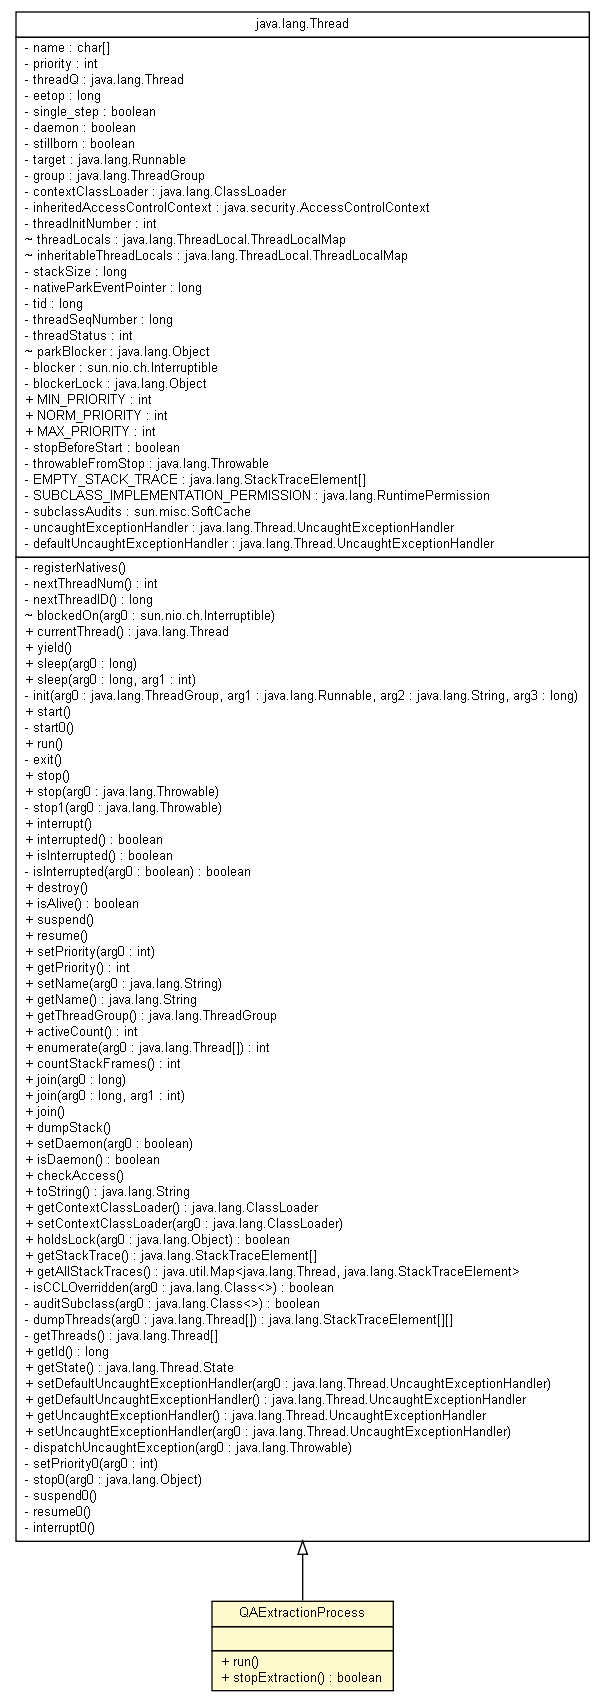 java.lang.Thread
- name : char[]
- priority : int
- threadQ : java.lang.Thread
- eetop : long
- single_step : boolean
- daemon : boolean
- stillborn : boolean
- target : java.lang.Runnable
- group : java.lang.ThreadGroup
- contextClassLoader : java.lang.ClassLoader
- inheritedAccessControlContext : java.security.AccessControlContext
- threadInitNumber : int
~ threadLocals : java.lang.ThreadLocal.ThreadLocalMap
~ inheritableThreadLocals : java.lang.ThreadLocal.ThreadLocalMap
- stackSize : long
- nativeParkEventPointer : long
- tid : long
- threadSeqNumber : long
- threadStatus : int
~ parkBlocker : java.lang.Object
- blocker : sun.nio.ch.Interruptible
- blockerLock : java.lang.Object
+ MIN_PRIORITY : int
+ NORM_PRIORITY : int
+ MAX_PRIORITY : int
- stopBeforeStart : boolean
- throwableFromStop : java.lang.Throwable
- EMPTY_STACK_TRACE : java.lang.StackTraceElement[]
- SUBCLASS_IMPLEMENTATION_PERMISSION : java.lang.RuntimePermission
- subclassAudits : sun.misc.SoftCache
- uncaughtExceptionHandler : java.lang.Thread.UncaughtExceptionHandler
- defaultUncaughtExceptionHandler : java.lang.Thread.UncaughtExceptionHandler
- registerNatives()
- nextThreadNum() : int
- nextThreadID() : long
~ blockedOn(arg0 : sun.nio.ch.Interruptible)
+ currentThread() : java.lang.Thread
+ yield()
+ sleep(arg0 : long)
+ sleep(arg0 : long, arg1 : int)
- init(arg0 : java.lang.ThreadGroup, arg1 : java.lang.Runnable, arg2 : java.lang.String, arg3 : long)
+ start()
- start0()
+ run()
- exit()
+ stop()
+ stop(arg0 : java.lang.Throwable)
- stop1(arg0 : java.lang.Throwable)
+ interrupt()
+ interrupted() : boolean
+ isInterrupted() : boolean
- isInterrupted(arg0 : boolean) : boolean
+ destroy()
+ isAlive() : boolean
+ suspend()
+ resume()
+ setPriority(arg0 : int)
+ getPriority() : int
+ setName(arg0 : java.lang.String)
+ getName() : java.lang.String
+ getThreadGroup() : java.lang.ThreadGroup
+ activeCount() : int
+ enumerate(arg0 : java.lang.Thread[]) : int
+ countStackFrames() : int
+ join(arg0 : long)
+ join(arg0 : long, arg1 : int)
+ join()
+ dumpStack()
+ setDaemon(arg0 : boolean)
+ isDaemon() : boolean
+ checkAccess()
+ toString() : java.lang.String
+ getContextClassLoader() : java.lang.ClassLoader
+ setContextClassLoader(arg0 : java.lang.ClassLoader)
+ holdsLock(arg0 : java.lang.Object) : boolean
+ getStackTrace() : java.lang.StackTraceElement[]
+ getAllStackTraces() : java.util.Map<java.lang.Thread, java.lang.StackTraceElement>
- isCCLOverridden(arg0 : java.lang.Class<>) : boolean
- auditSubclass(arg0 : java.lang.Class<>) : boolean
- dumpThreads(arg0 : java.lang.Thread[]) : java.lang.StackTraceElement[][]
- getThreads() : java.lang.Thread[]
+ getId() : long
+ getState() : java.lang.Thread.State
+ setDefaultUncaughtExceptionHandler(arg0 : java.lang.Thread.UncaughtExceptionHandler)
+ getDefaultUncaughtExceptionHandler() : java.lang.Thread.UncaughtExceptionHandler
+ getUncaughtExceptionHandler() : java.lang.Thread.UncaughtExceptionHandler
+ setUncaughtExceptionHandler(arg0 : java.lang.Thread.UncaughtExceptionHandler)
- dispatchUncaughtException(arg0 : java.lang.Throwable)
- setPriority0(arg0 : int)
- stop0(arg0 : java.lang.Object)
- suspend0()
- resume0()
- interrupt0()
QAExtractionProcess
+ run()
+ stopExtraction() : boolean